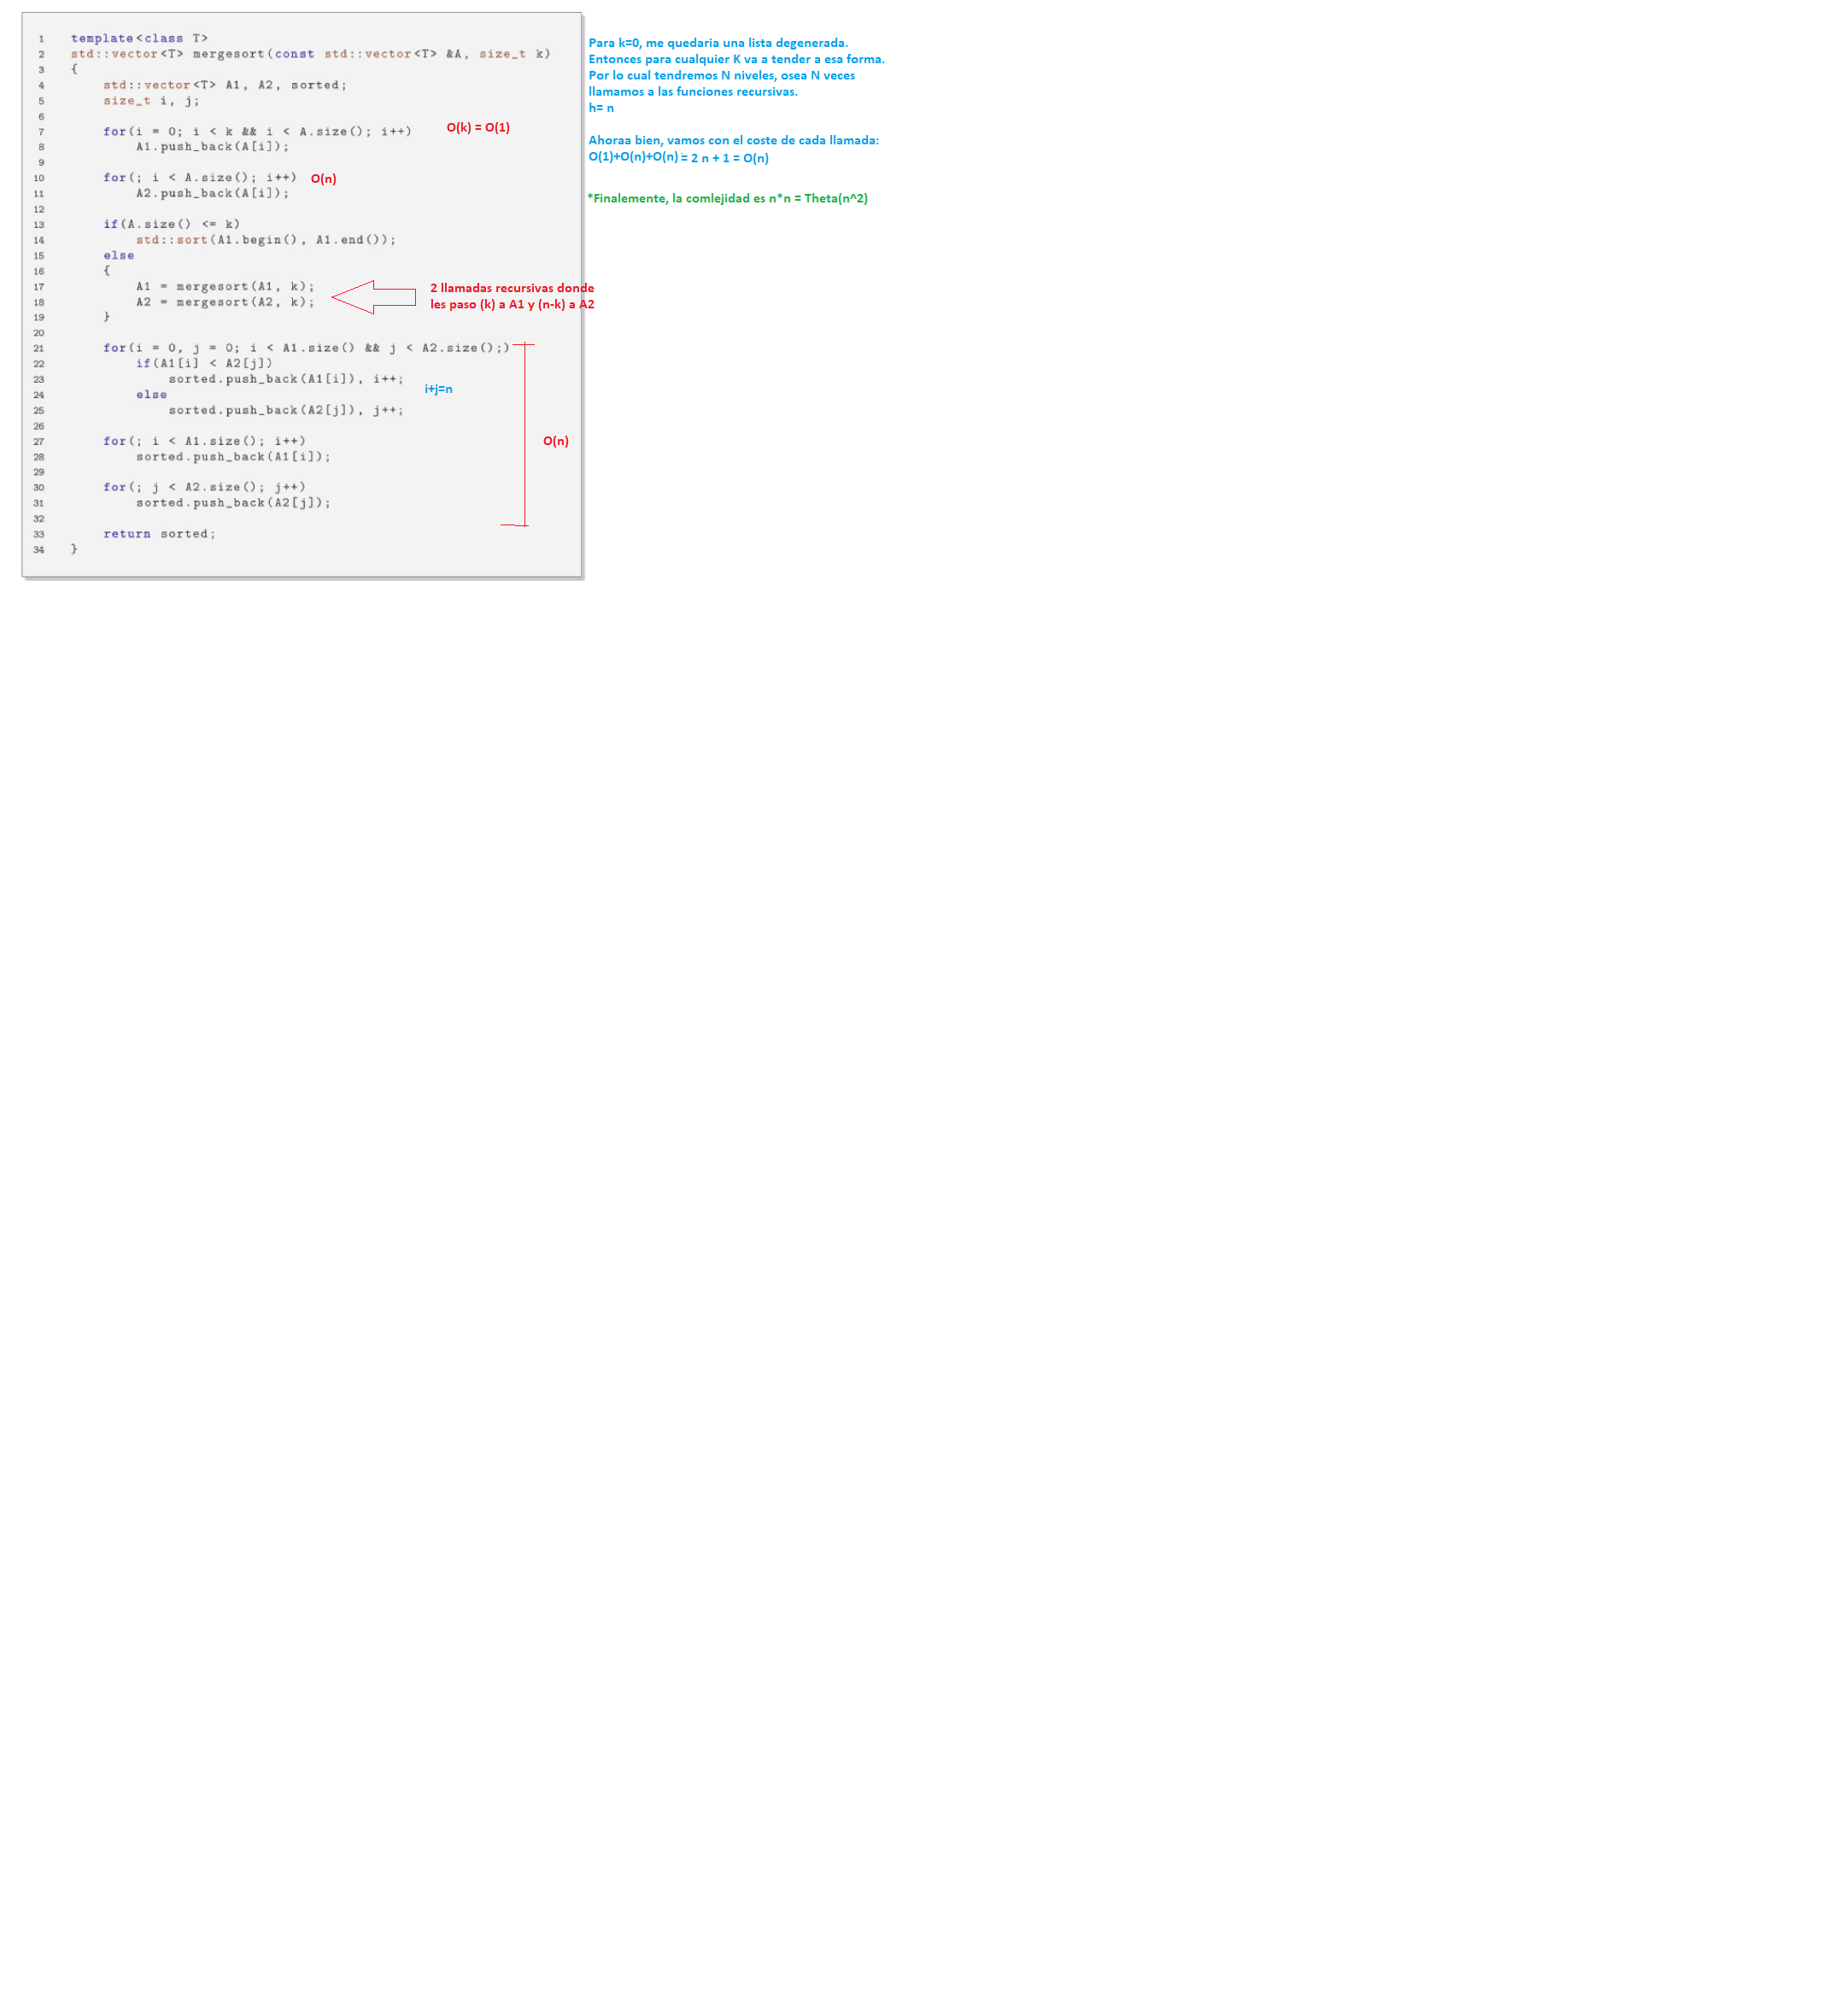 1 template<class T>
2 std::vector<T> mergesort(const std::vector<T> &A, size_t k)
3 {
4 std::vector<T> A1, A2, sorted;
5 size_t i, j;
6
7 for(i = 0; i < k && i < A.size(); i++) O(k) = O(1)
8 A1.push_back(A[i]);
9
10 for(; i < A.size(); i++) O(n)
11 A2.push_back(A[i]);
12
13 if(A.size() <= k)
14 std::sort(A1.begin(), A1.end());
15 else
16 {
17 A1 = mergesort(A1, k);
18 A2 = mergesort(A2, k);
19 }
20
21 for(i = 0, j = 0; i < A1.size() && j < A2.size();)
22 if(A1[i] < A2[j])
23 sorted.push_back(A1[i]), i++;
24 else
25 sorted.push_back(A2[j]), j++;
26
27 for(; i < A1.size(); i++)
28 sorted.push_back(A1[i]);
29
30 for(; j < A2.size(); j++)
31 sorted.push_back(A2[j]);
32
33 return sorted;
34 }
2 llamadas recursivas donde
les paso (k) a A1 y (n-k) a A2
i+j=n
O(n)
Para k=0, me quedaria una lista degenerada.
Entonces para cualquier K va a tender a esa forma.
Por lo cual tendremos N niveles, osea N veces
llamamos a las funciones recursivas.
h= n
Ahoraa bien, vamos con el coste de cada llamada:
O(1)+O(n)+O(n) = 2 n + 1 = O(n)
*Finalemente, la comlejidad es n*n = Theta(n^2)